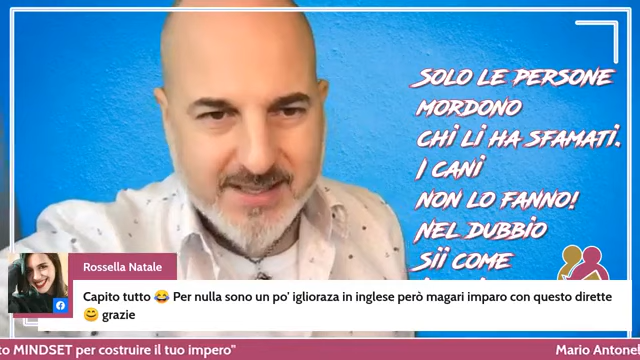 SOLO LE PERSONE
MORDONO
CHI LI HA SFAMATI.
I CANI
NON LO FANNO!
NEL DUBBIO
SII COME
Rossella Natale
Capito tutto 😂 Per nulla sono un po' iglioraza in inglese però magari imparo con questo dirette
😊 grazie
to MINDSET per costruire il tuo impero"
Mario Antonel